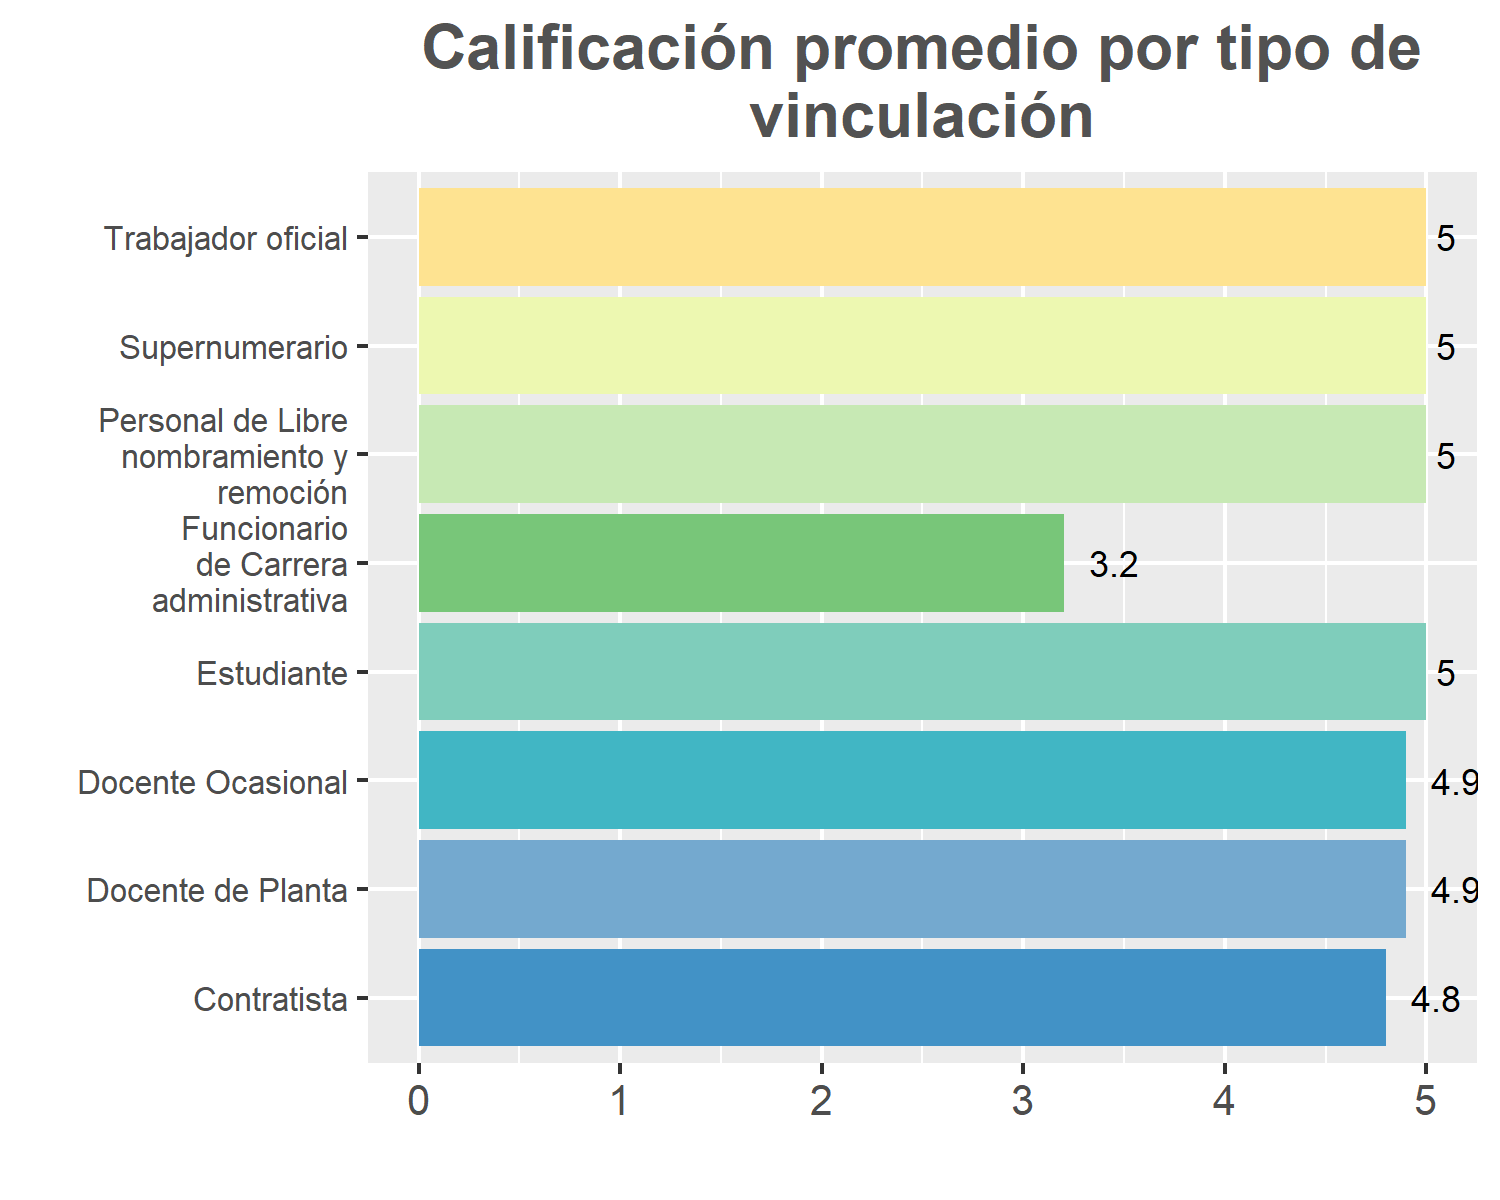 Calificación promedio por tipo de
vinculación
Trabajador oficial
5
Supernumerario
5
Personal de Libre
nombramiento y
remoción
5
Funcionario
de Carrera
administrativa
3.2
Estudiante
5
Docente Ocasional
4.9
Docente de Planta
4.9
Contratista
4.8
0 1 2 3 4 5